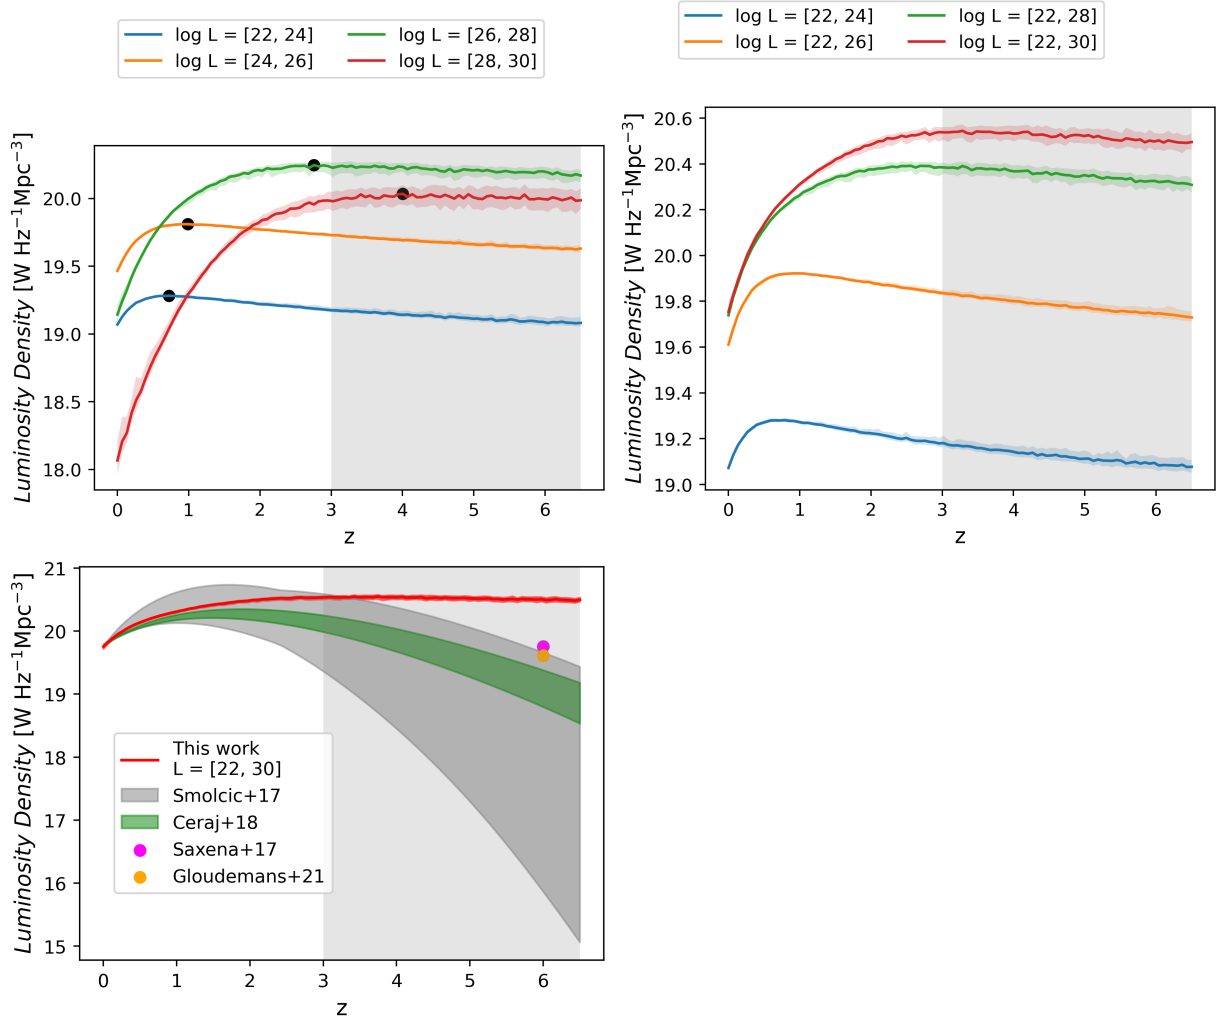 log L = [22, 24]
log L = [26, 28]
log L = [24, 26]
log L = [28, 30]
Luminosity Density [W Hz⁻¹Mpc⁻³]
20.0
19.5
19.0
18.5
18.0
0 1 2 3 4 5 6
z
log L = [22, 24]
log L = [22, 28]
log L = [22, 26]
log L = [22, 30]
Luminosity Density [W Hz⁻¹Mpc⁻³]
20.6
20.4
20.2
20.0
19.8
19.6
19.4
19.2
19.0
0 1 2 3 4 5 6
z
Luminosity Density [W Hz⁻¹Mpc⁻³]
21
20
19
18
17
16
15
This work
L = [22, 30]
Smolcic+17
Ceraj+18
Saxena+17
Gloudemans+21
0 1 2 3 4 5 6
z